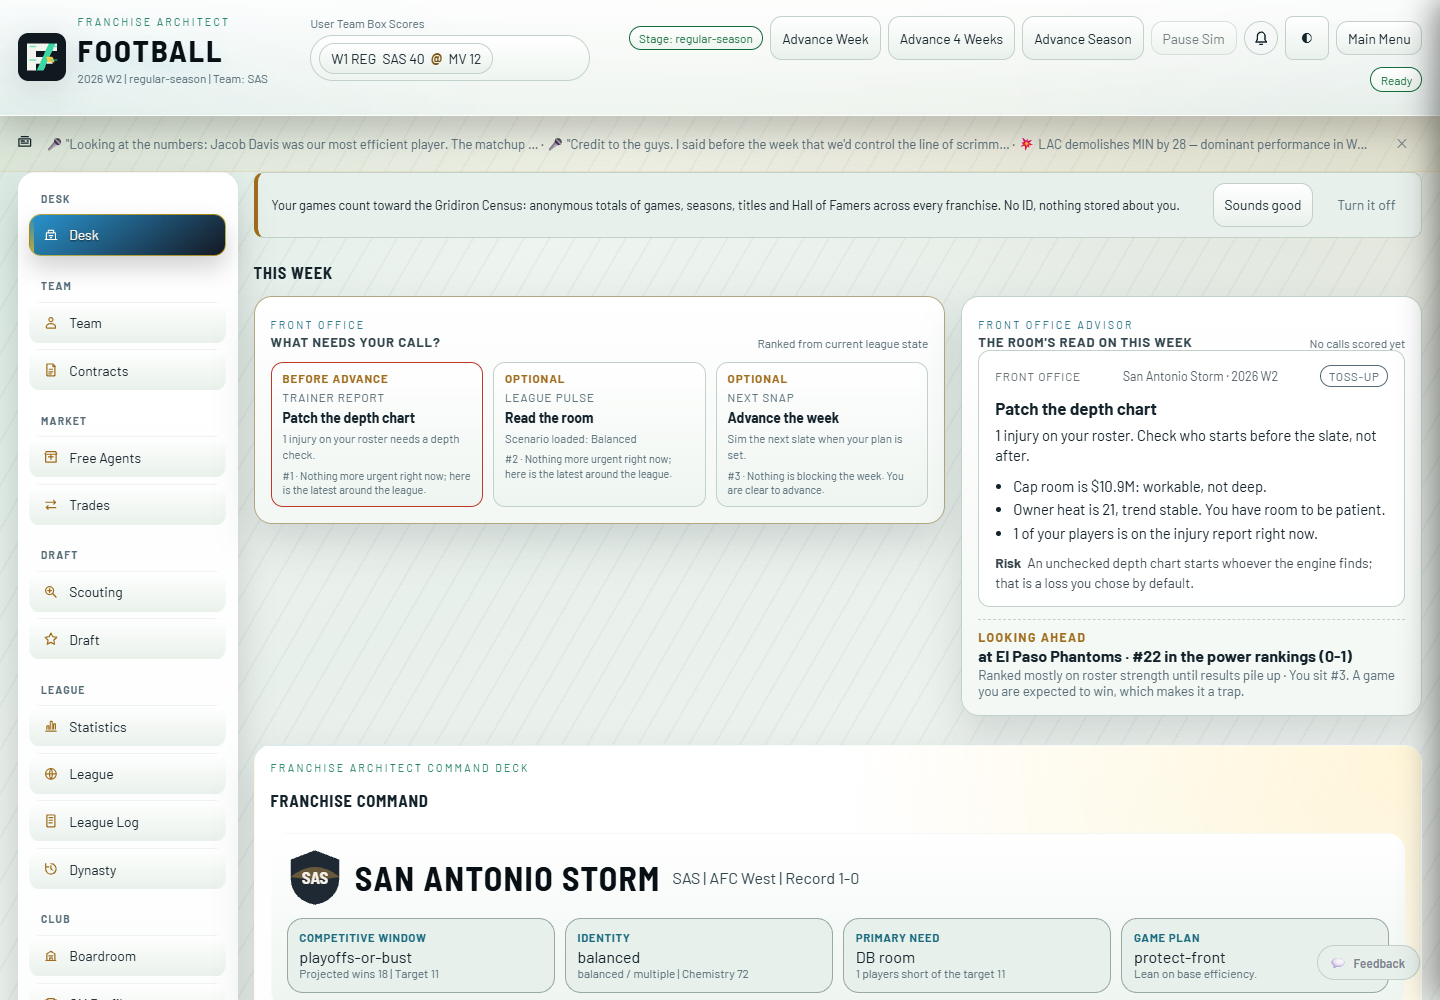 FRANCHISE ARCHITECT
FOOTBALL
2026 W2 | regular-season | Team: SAS
User Team Box Scores
W1 REG SAS 40 @ MV 12
Stage: regular-season
Advance Week
Advance 4 Weeks
Advance Season
Pause Sim
Main Menu
Ready
"Looking at the numbers: Jacob Davis was our most efficient player. The matchup … · "Credit to the guys. I said before the week that we'd control the line of scrimm… · LAC demolishes MIN by 28 — dominant performance in W…
DESK
Desk
TEAM
Team
Contracts
MARKET
Free Agents
Trades
DRAFT
Scouting
Draft
LEAGUE
Statistics
League
League Log
Dynasty
CLUB
Boardroom
Your games count toward the Gridiron Census: anonymous totals of games, seasons, titles and Hall of Famers across every franchise. No ID, nothing stored about you.
Sounds good
Turn it off
THIS WEEK
FRONT OFFICE
WHAT NEEDS YOUR CALL?
Ranked from current league state
BEFORE ADVANCE
TRAINER REPORT
Patch the depth chart
1 injury on your roster needs a depth
check.
#1 · Nothing more urgent right now; here
is the latest around the league.
OPTIONAL
LEAGUE PULSE
Read the room
Scenario loaded: Balanced
#2 · Nothing more urgent right now;
here is the latest around the league.
OPTIONAL
NEXT SNAP
Advance the week
Sim the next slate when your plan is
set.
#3 · Nothing is blocking the week. You
are clear to advance.
FRONT OFFICE ADVISOR
THE ROOM'S READ ON THIS WEEK
No calls scored yet
FRONT OFFICE
San Antonio Storm · 2026 W2
TOSS-UP
Patch the depth chart
1 injury on your roster. Check who starts before the slate, not
after.
• Cap room is $10.9M: workable, not deep.
• Owner heat is 21, trend stable. You have room to be patient.
• 1 of your players is on the injury report right now.
Risk An unchecked depth chart starts whoever the engine finds;
that is a loss you chose by default.
LOOKING AHEAD
at El Paso Phantoms · #22 in the power rankings (0-1)
Ranked mostly on roster strength until results pile up · You sit #3. A game
you are expected to win, which makes it a trap.
FRANCHISE ARCHITECT COMMAND DECK
FRANCHISE COMMAND
SAS
SAN ANTONIO STORM
SAS | AFC West | Record 1-0
COMPETITIVE WINDOW
playoffs-or-bust
Projected wins 18 | Target 11
IDENTITY
balanced
balanced / multiple | Chemistry 72
PRIMARY NEED
DB room
1 players short of the target 11
GAME PLAN
protect-front
Lean on base efficiency.
Feedback